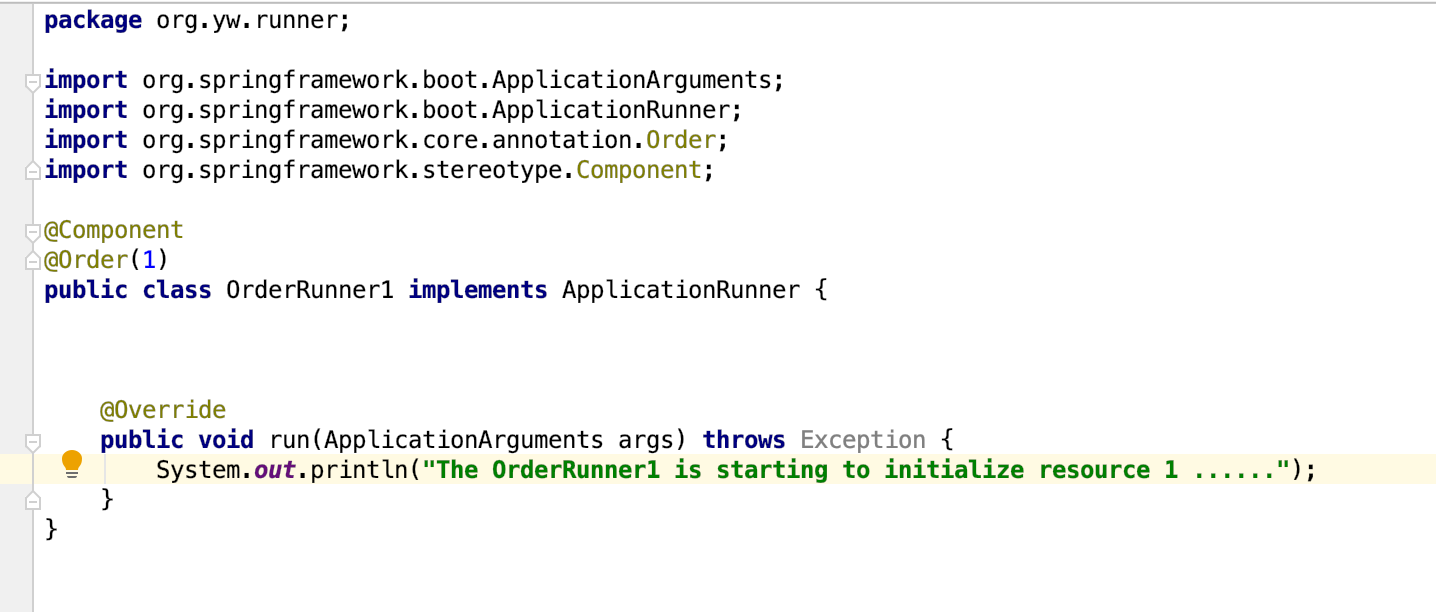 package org.yw.runner;
import org.springframework.boot.ApplicationArguments;
import org.springframework.boot.ApplicationRunner;
import org.springframework.core.annotation.Order;
import org.springframework.stereotype.Component;
@Component
@Order(1)
public class OrderRunner1 implements ApplicationRunner {
@Override
public void run(ApplicationArguments args) throws Exception {
System.out.println("The OrderRunner1 is starting to initialize resource 1 ......");
}
}